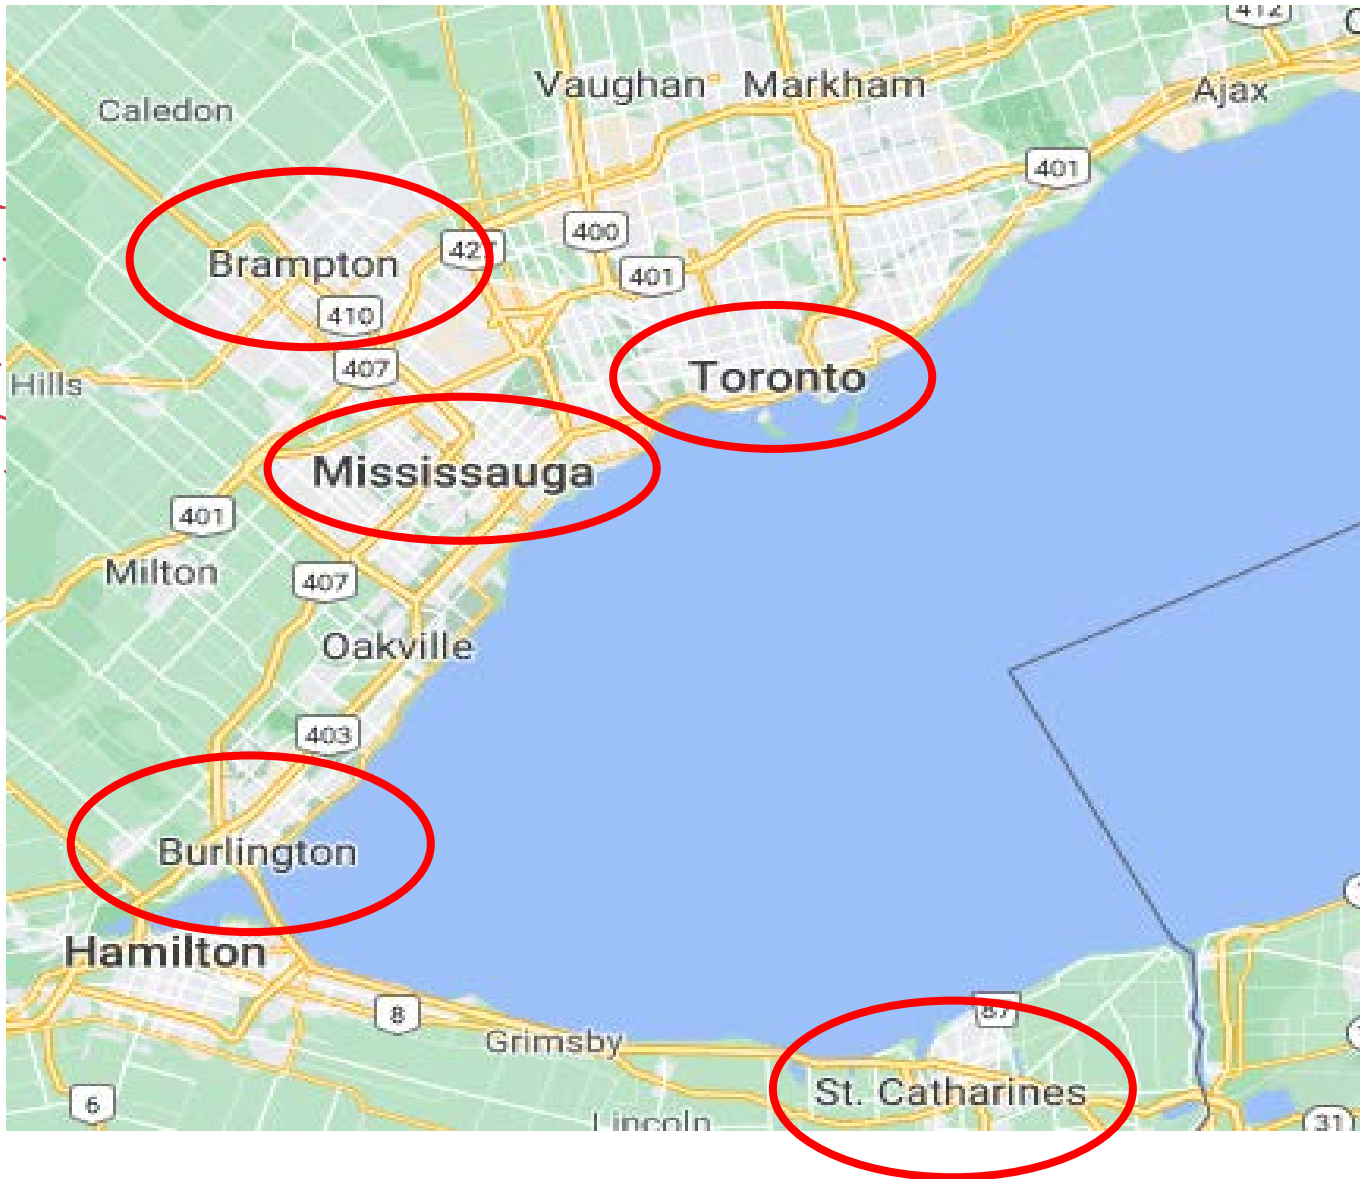 412
Vaughan
Markham
Ajax
Caledon
401
400
427
Brampton
401
410
407
Toronto
Hills
Mississauga
401
Milton
407
Oakville
403
Burlington
Hamilton
8
87
Grimsby
St. Catharines
6
Lincoln
31